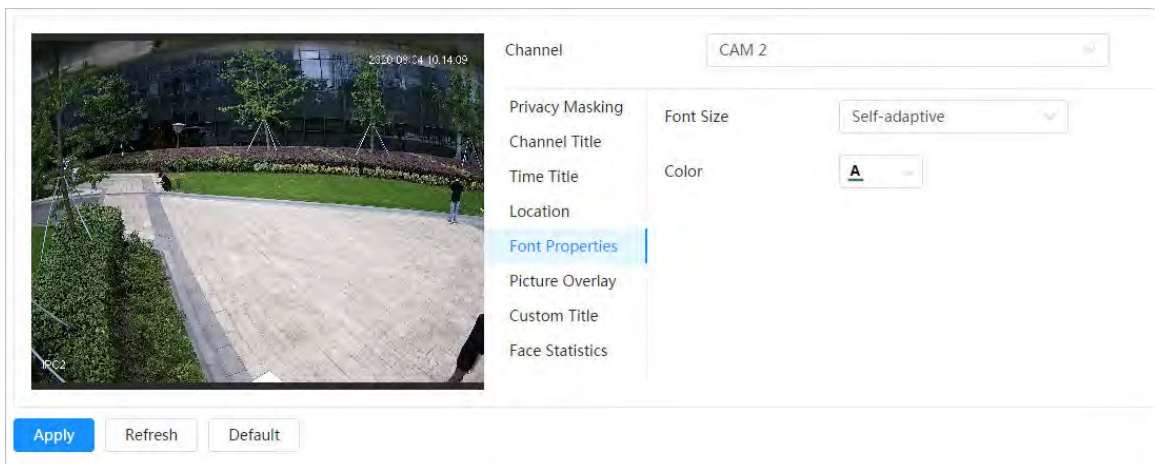 2020-09-04 10:14:09
IPC2
Channel
CAM 2
Privacy Masking
Channel Title
Time Title
Location
Font Properties
Picture Overlay
Custom Title
Face Statistics
Font Size
Self-adaptive
Color
A
Apply
Refresh
Default